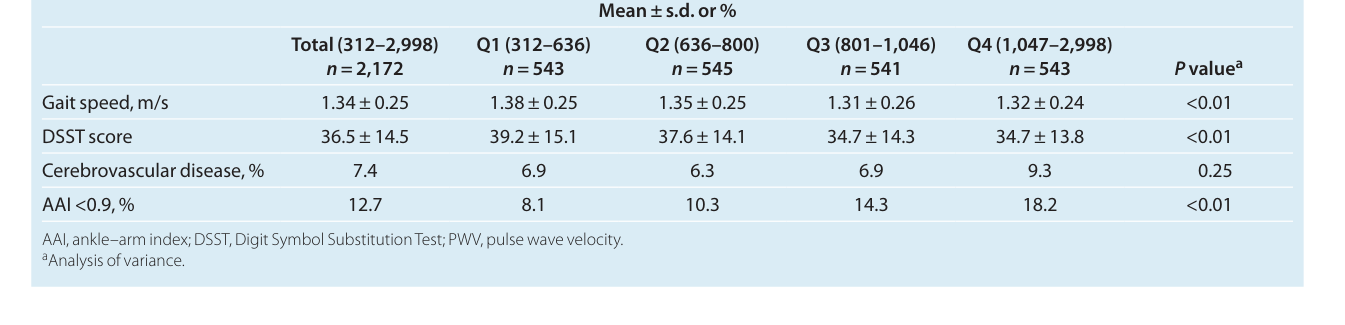 Mean ± s.d. or %
Total (312–2,998) Q1 (312–636) Q2 (636–800) Q3 (801–1,046) Q4 (1,047–2,998)
n = 2,172 n = 543 n = 545 n = 541 n = 543 P valueᵃ
Gait speed, m/s 1.34 ± 0.25 1.38 ± 0.25 1.35 ± 0.25 1.31 ± 0.26 1.32 ± 0.24 <0.01
DSST score 36.5 ± 14.5 39.2 ± 15.1 37.6 ± 14.1 34.7 ± 14.3 34.7 ± 13.8 <0.01
Cerebrovascular disease, % 7.4 6.9 6.3 6.9 9.3 0.25
AAI <0.9, % 12.7 8.1 10.3 14.3 18.2 <0.01
AAI, ankle–arm index; DSST, Digit Symbol Substitution Test; PWV, pulse wave velocity.
ᵃAnalysis of variance.